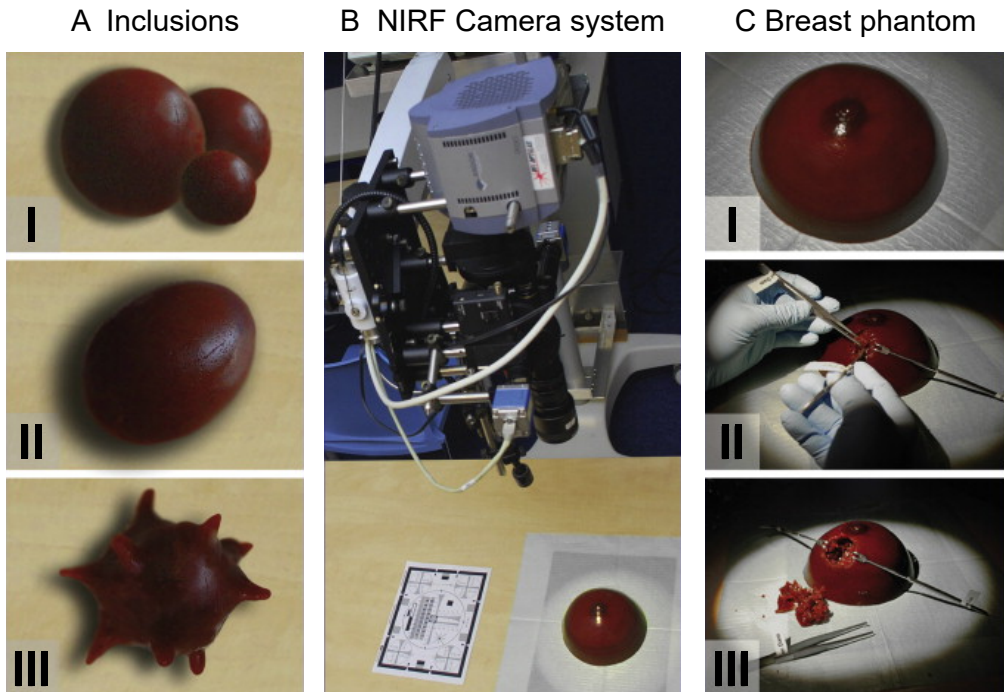 A Inclusions
B NIRF Camera system
C Breast phantom
I
II
III
I
II
III